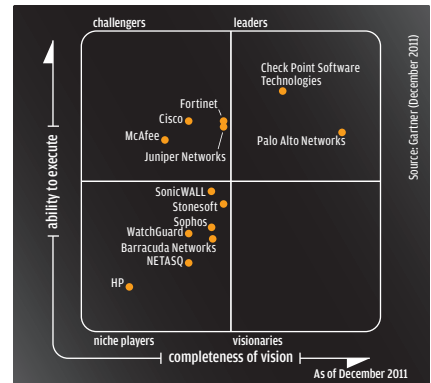 challengers
leaders
Check Point Software
Technologies
Fortinet
Cisco
McAfee
Juniper Networks
Palo Alto Networks
SonicWALL
Stonesoft
Sophos
WatchGuard
Barracuda Networks
NETASQ
HP
niche players
visionaries
ability to execute
completeness of vision
As of December 2011
Source: Gartner (December 2011)